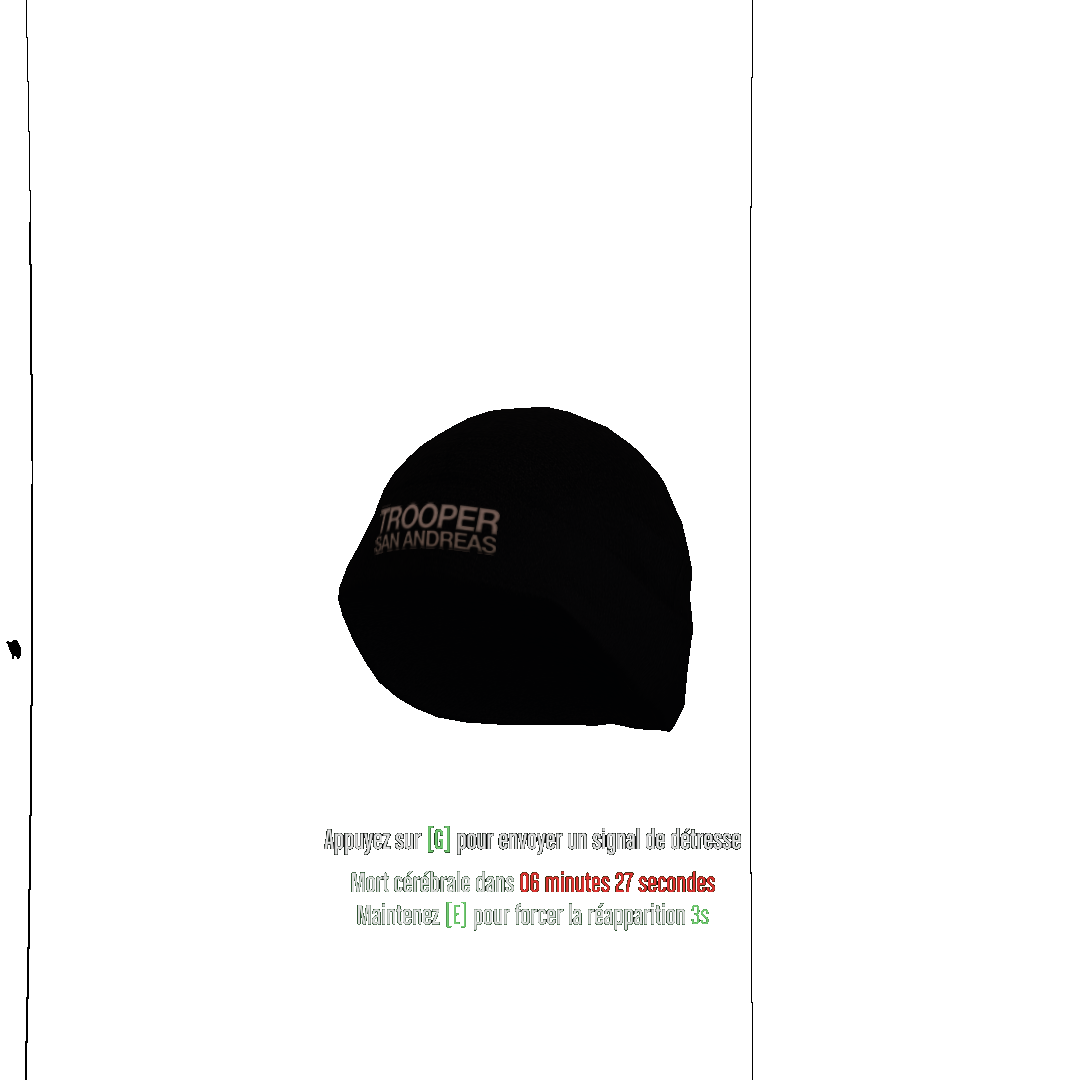 TROOPER
SAN ANDREAS
Appuyez sur [G] pour envoyer un signal de détresse
Mort cérébrale dans 06 minutes 27 secondes
Maintenez [E] pour forcer la réapparition 3s